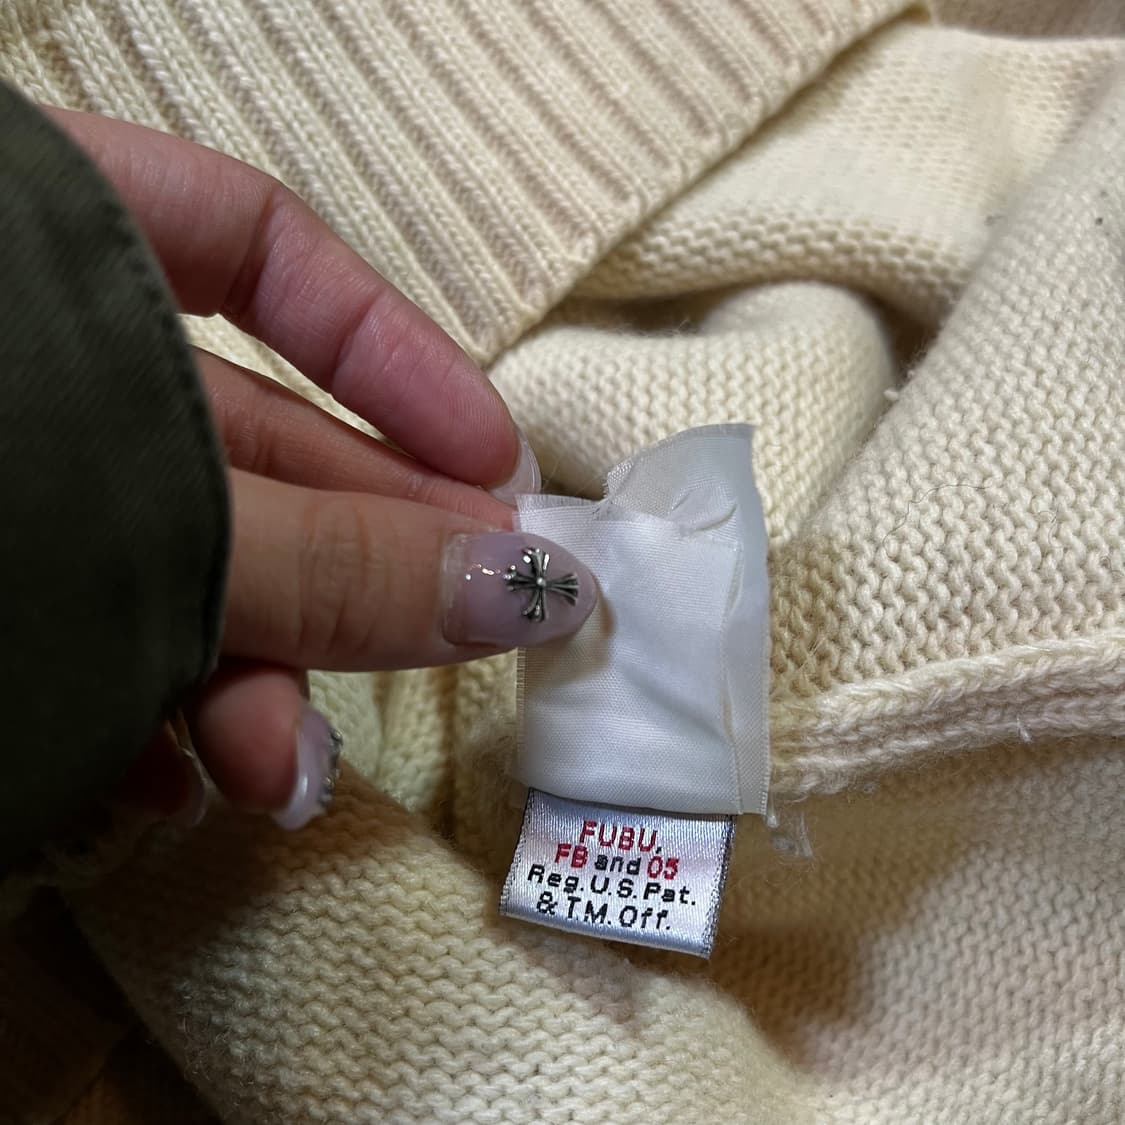 FUBU,
FB and 05
Reg. U.S. Pat.
& T.M. Off.